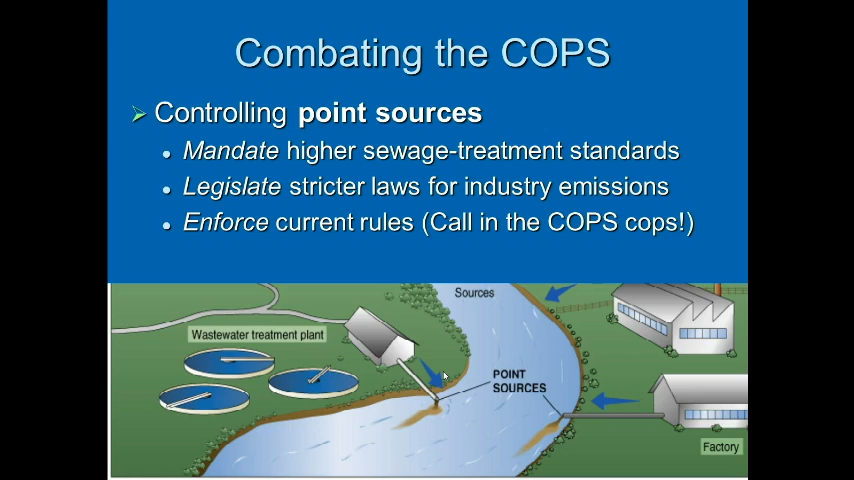 Combating the COPS
Controlling point sources
Mandate higher sewage-treatment standards
Legislate stricter laws for industry emissions
Enforce current rules (Call in the COPS cops!)
Sources
Wastewater treatment plant
POINT
SOURCES
Factory